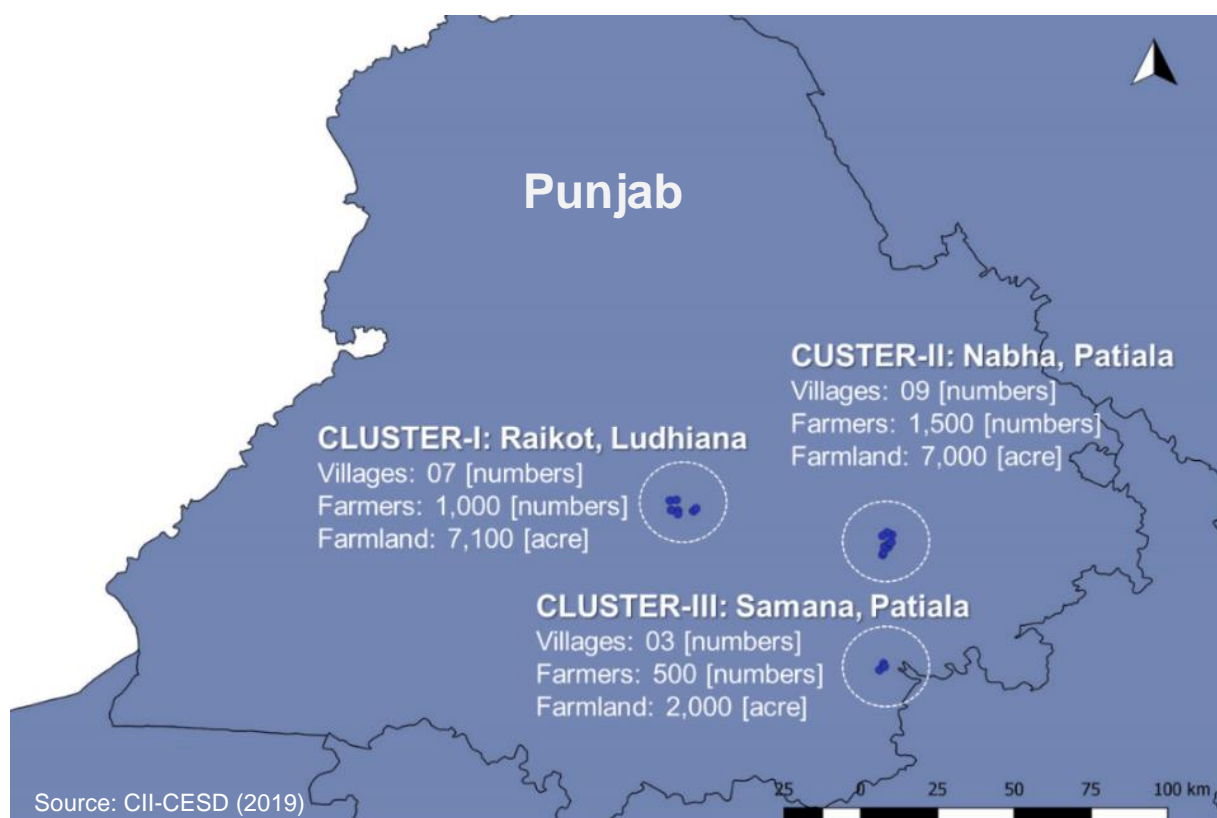 Punjab
CUSTER-II: Nabha, Patiala
Villages: 09 [numbers]
Farmers: 1,500 [numbers]
Farmland: 7,000 [acre]
CLUSTER-I: Raikot, Ludhiana
Villages: 07 [numbers]
Farmers: 1,000 [numbers]
Farmland: 7,100 [acre]
CLUSTER-III: Samana, Patiala
Villages: 03 [numbers]
Farmers: 500 [numbers]
Farmland: 2,000 [acre]
Source: CII-CESD (2019)
25 0 25 50 75 100 km